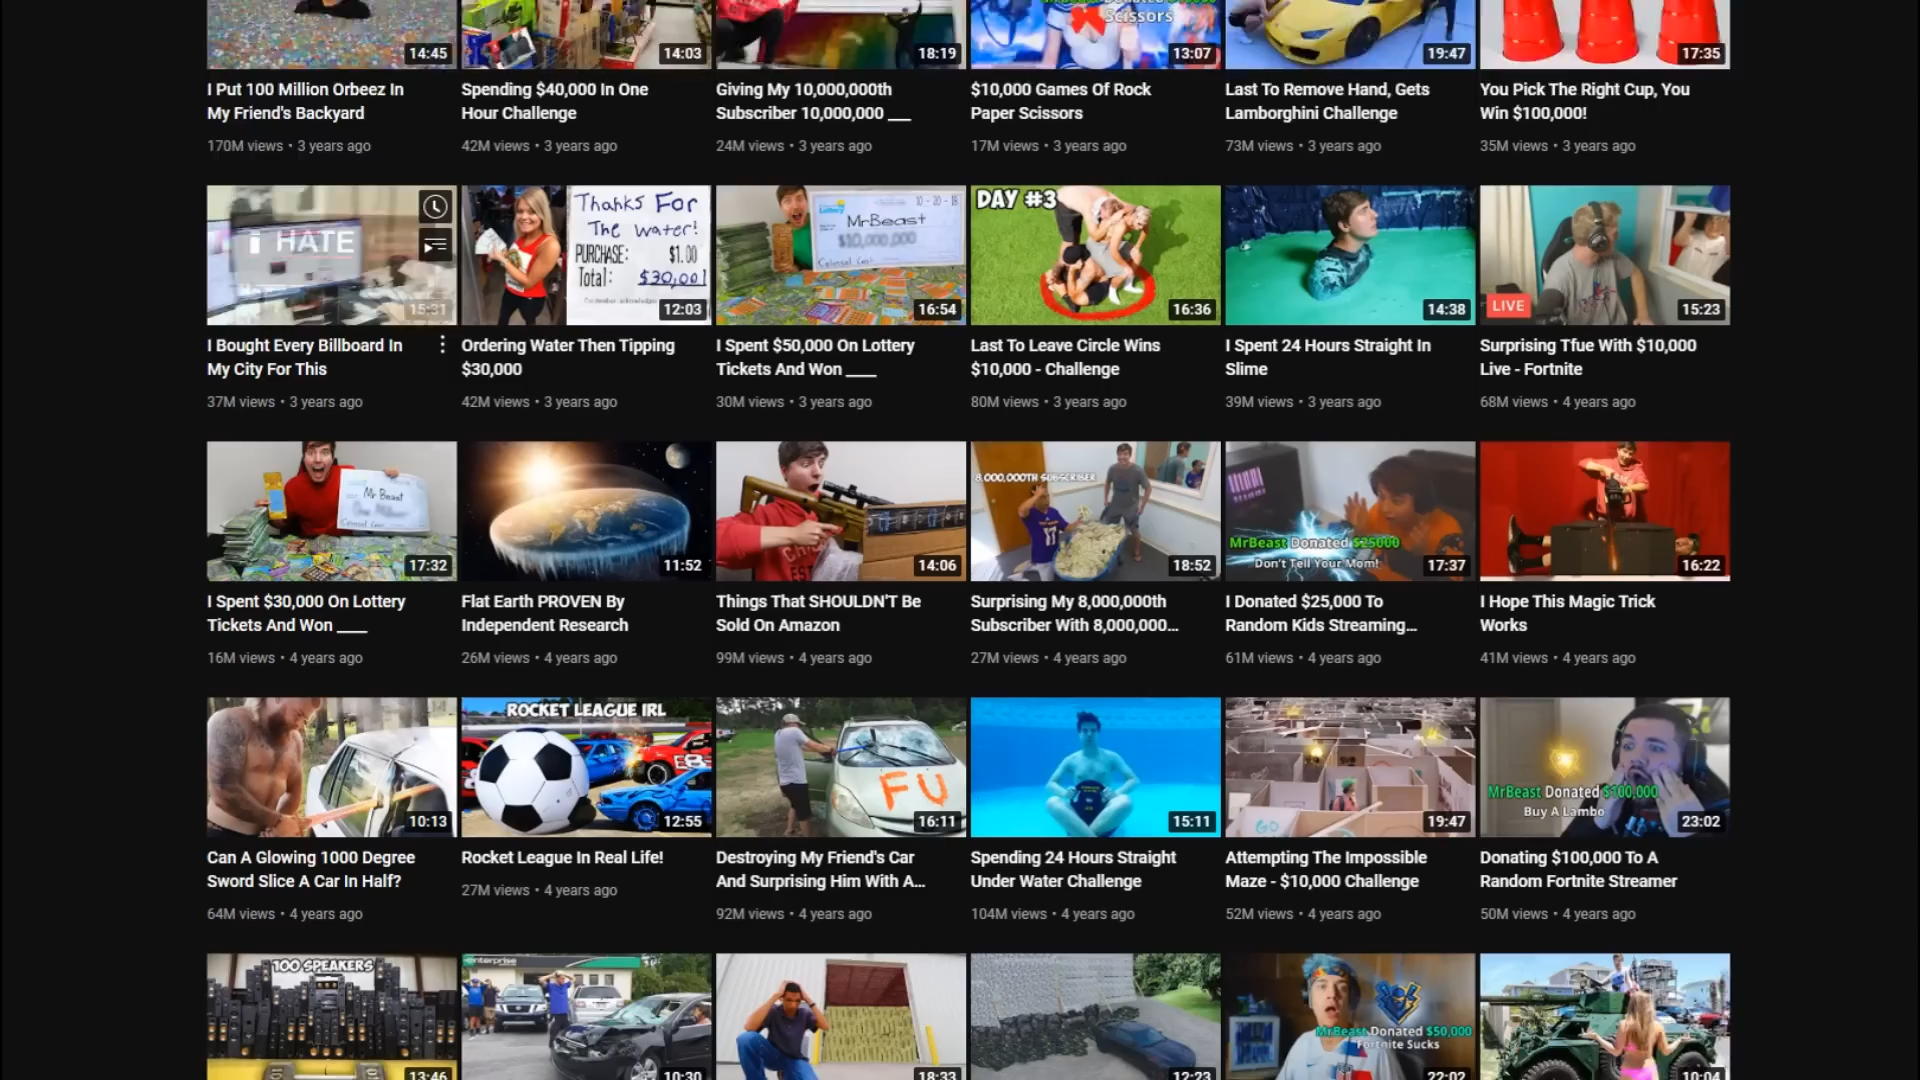 Scissors
14:45
14:03
18:19
13:07
19:47
17:35
I Put 100 Million Orbeez In
My Friend's Backyard
170M views • 3 years ago
Spending $40,000 In One
Hour Challenge
42M views • 3 years ago
Giving My 10,000,000th
Subscriber 10,000,000 ___
24M views • 3 years ago
$10,000 Games Of Rock
Paper Scissors
17M views • 3 years ago
Last To Remove Hand, Gets
Lamborghini Challenge
73M views • 3 years ago
You Pick The Right Cup, You
Win $100,000!
35M views • 3 years ago
I HATE
15:31
Thanks For
The water!
PURCHASE: $1.00
Total: $30,001
12:03
Lottery
10-20-18
MrBeast
$10,000,000
16:54
DAY #3
16:36
14:38
LIVE
15:23
I Bought Every Billboard In
My City For This
37M views • 3 years ago
Ordering Water Then Tipping
$30,000
42M views • 3 years ago
I Spent $50,000 On Lottery
Tickets And Won ____
30M views • 3 years ago
Last To Leave Circle Wins
$10,000 - Challenge
80M views • 3 years ago
I Spent 24 Hours Straight In
Slime
39M views • 3 years ago
Surprising Tfue With $10,000
Live - Fortnite
68M views • 4 years ago
Mr Beast
17:32
11:52
14:06
8,000,000TH SUBSCRIBER
18:52
MrBeast Donated $25000
Don't Tell Your Mom!
17:37
16:22
I Spent $30,000 On Lottery
Tickets And Won ____
16M views • 4 years ago
Flat Earth PROVEN By
Independent Research
26M views • 4 years ago
Things That SHOULDN'T Be
Sold On Amazon
99M views • 4 years ago
Surprising My 8,000,000th
Subscriber With 8,000,000...
27M views • 4 years ago
I Donated $25,000 To
Random Kids Streaming...
61M views • 4 years ago
I Hope This Magic Trick
Works
41M views • 4 years ago
10:13
ROCKET LEAGUE IRL
12:55
FU
16:11
15:11
GO
19:47
MrBeast Donated $100,000
Buy A Lambo
23:02
Can A Glowing 1000 Degree
Sword Slice A Car In Half?
64M views • 4 years ago
Rocket League In Real Life!
27M views • 4 years ago
Destroying My Friend's Car
And Surprising Him With A...
92M views • 4 years ago
Spending 24 Hours Straight
Under Water Challenge
104M views • 4 years ago
Attempting The Impossible
Maze - $10,000 Challenge
52M views • 4 years ago
Donating $100,000 To A
Random Fortnite Streamer
50M views • 4 years ago
100 SPEAKERS
13:46
enterprise
10:30
18:33
12:23
MrBeast Donated $50,000
Fortnite Sucks
22:02
10:04